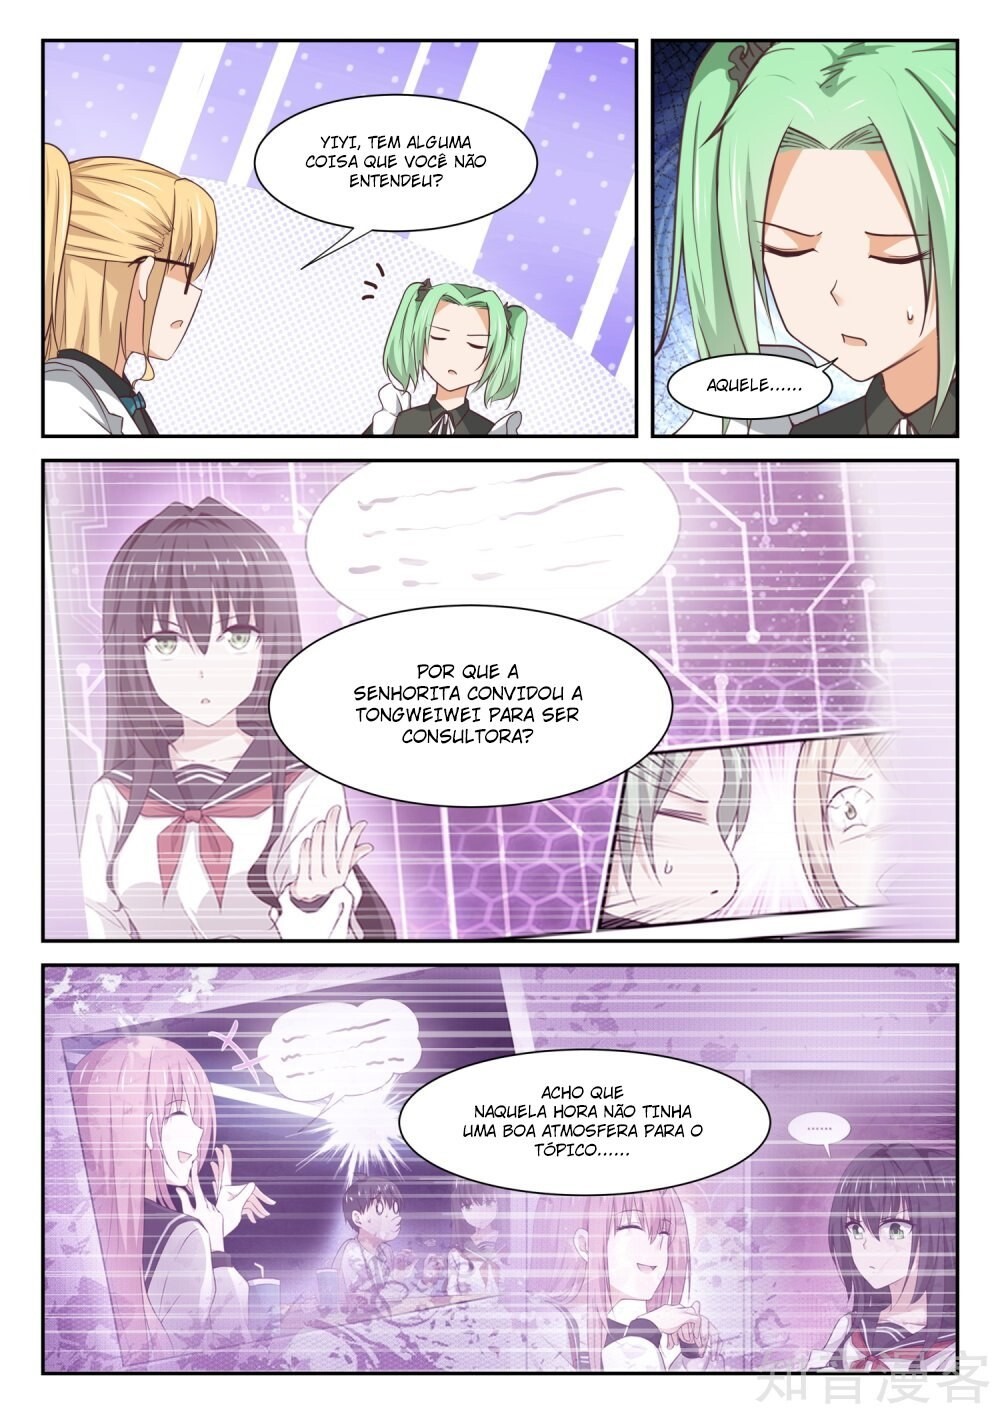 YIYI, TEM ALGUMA
COISA QUE VOCÊ NÃO
ENTENDEU?
AQUELE......
POR QUE A
SENHORITA CONVIDOU A
TONGWEIWEI PARA SER
CONSULTORA?
ACHO QUE
NAQUELA HORA NÃO TINHA
UMA BOA ATMOSFERA PARA O
TÓPICO......
......
知音漫客